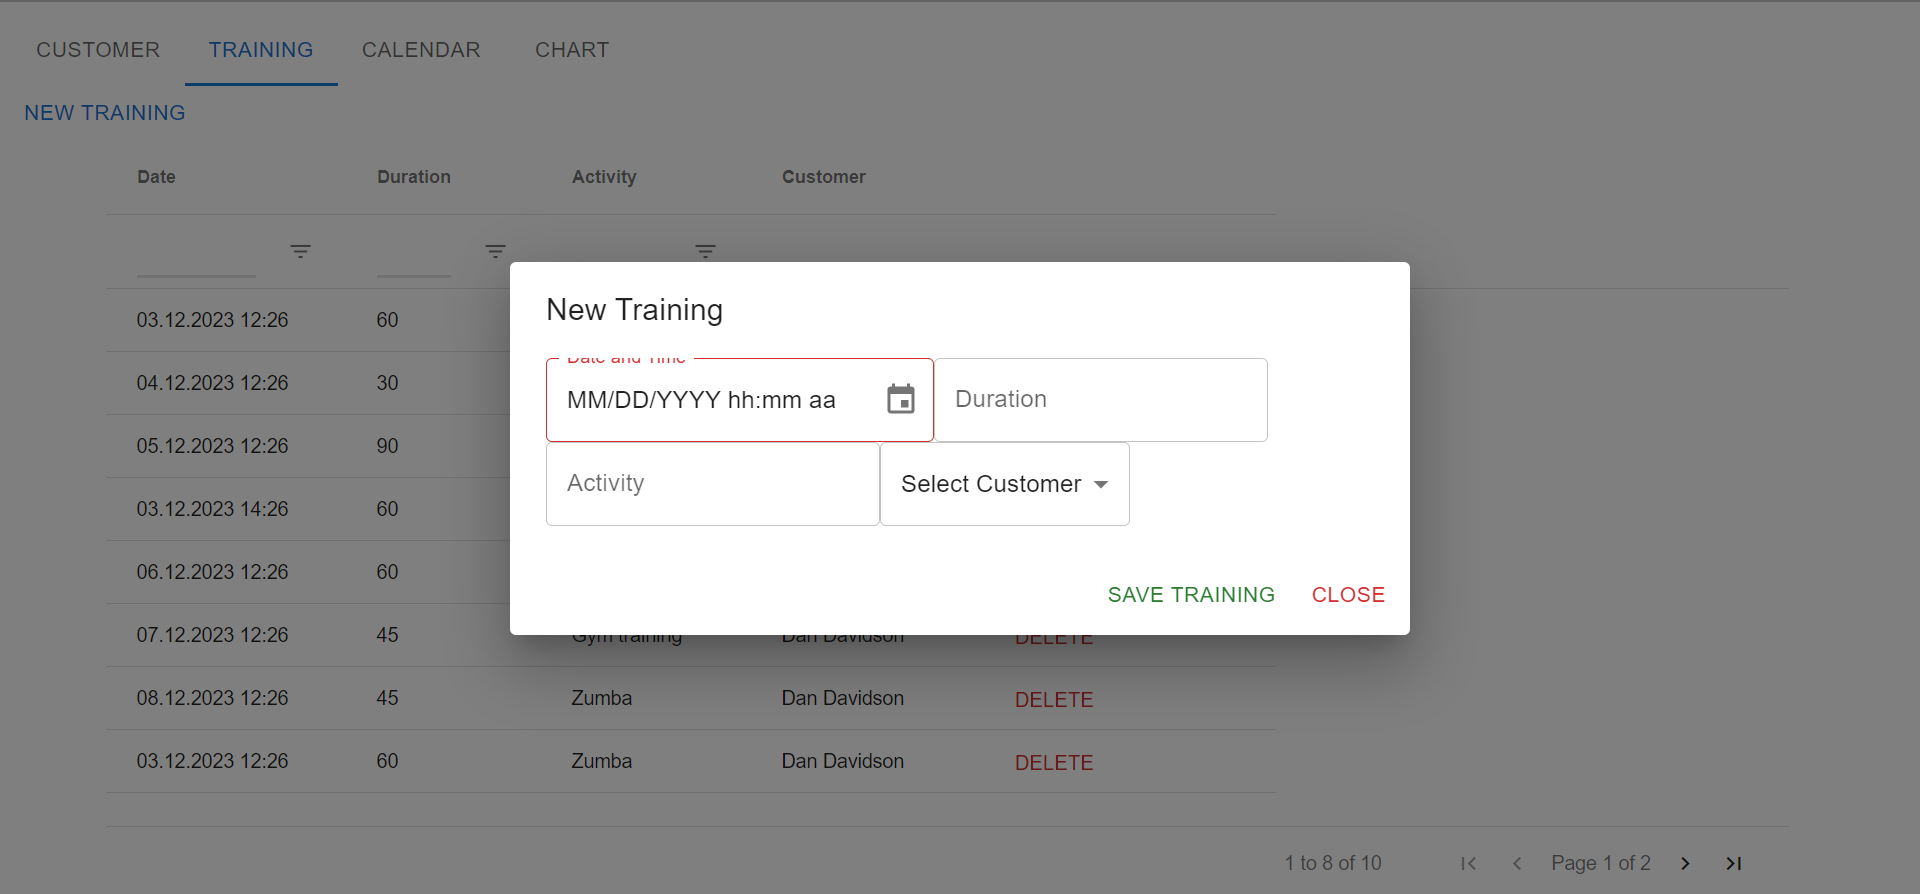 CUSTOMER TRAINING CALENDAR CHART
NEW TRAINING
Date Duration Activity Customer
03.12.2023 12:26 60
04.12.2023 12:26 30
05.12.2023 12:26 90
03.12.2023 14:26 60
06.12.2023 12:26 60
07.12.2023 12:26 45 Gym training Dan Davidson DELETE
08.12.2023 12:26 45 Zumba Dan Davidson DELETE
03.12.2023 12:26 60 Zumba Dan Davidson DELETE
1 to 8 of 10 Page 1 of 2
New Training
Date and Time
MM/DD/YYYY hh:mm aa Duration
Activity Select Customer
SAVE TRAINING CLOSE